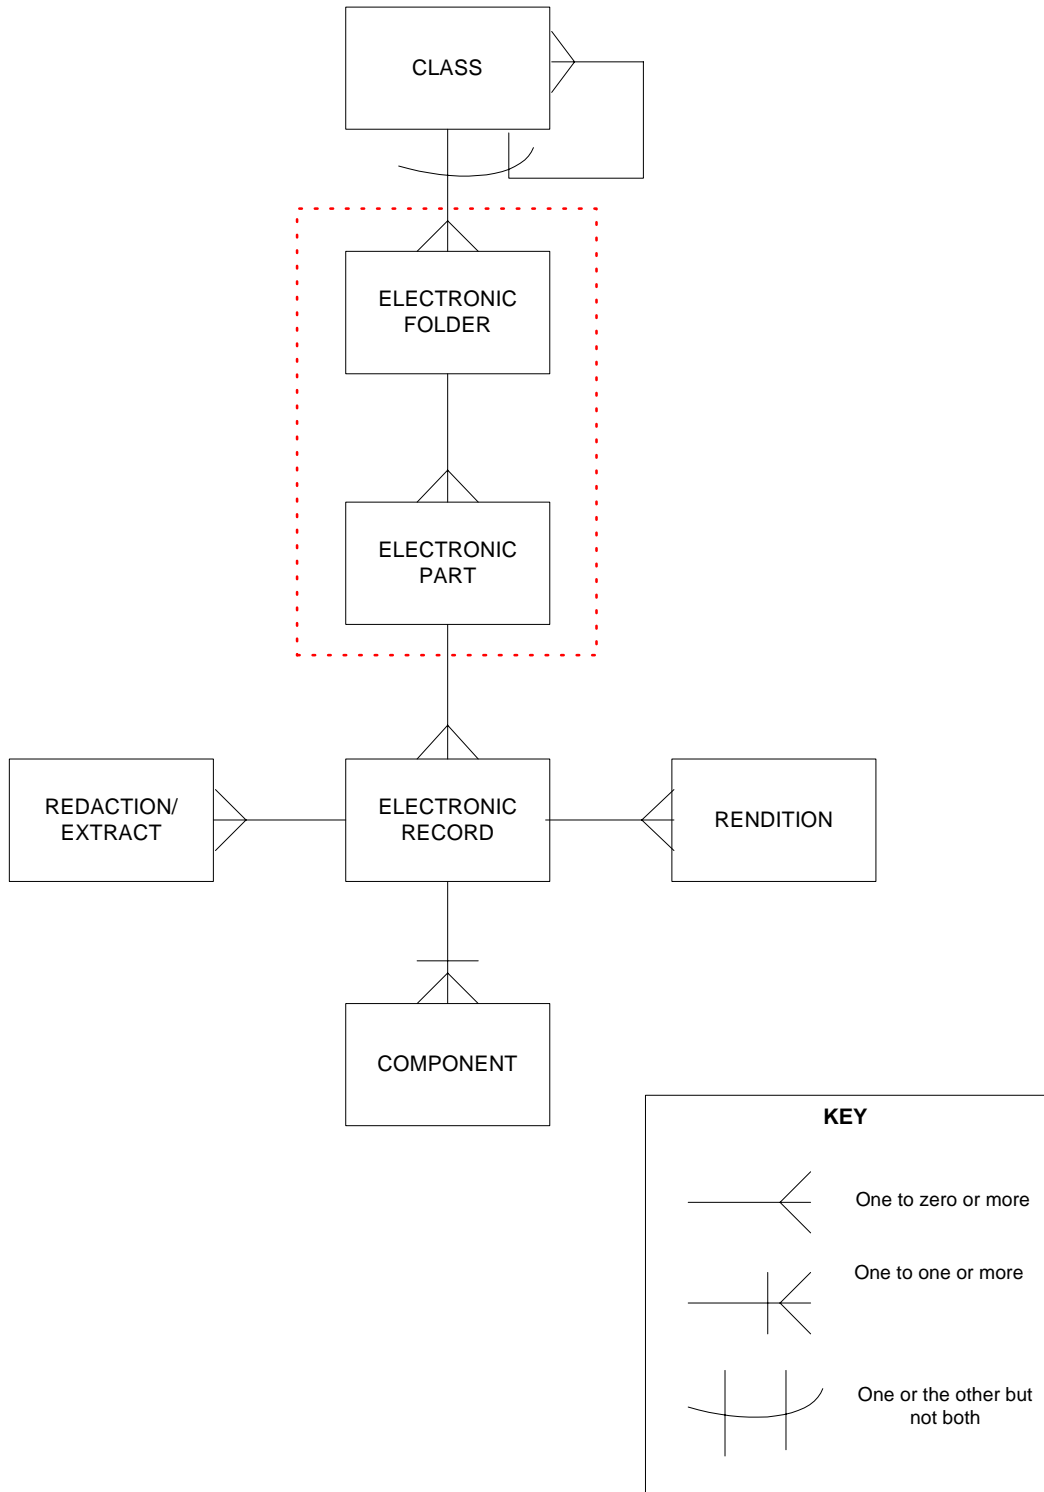 CLASS
ELECTRONIC
FOLDER
ELECTRONIC
PART
REDACTION/
EXTRACT
ELECTRONIC
RECORD
RENDITION
COMPONENT
KEY
One to zero or more
One to one or more
One or the other but
not both